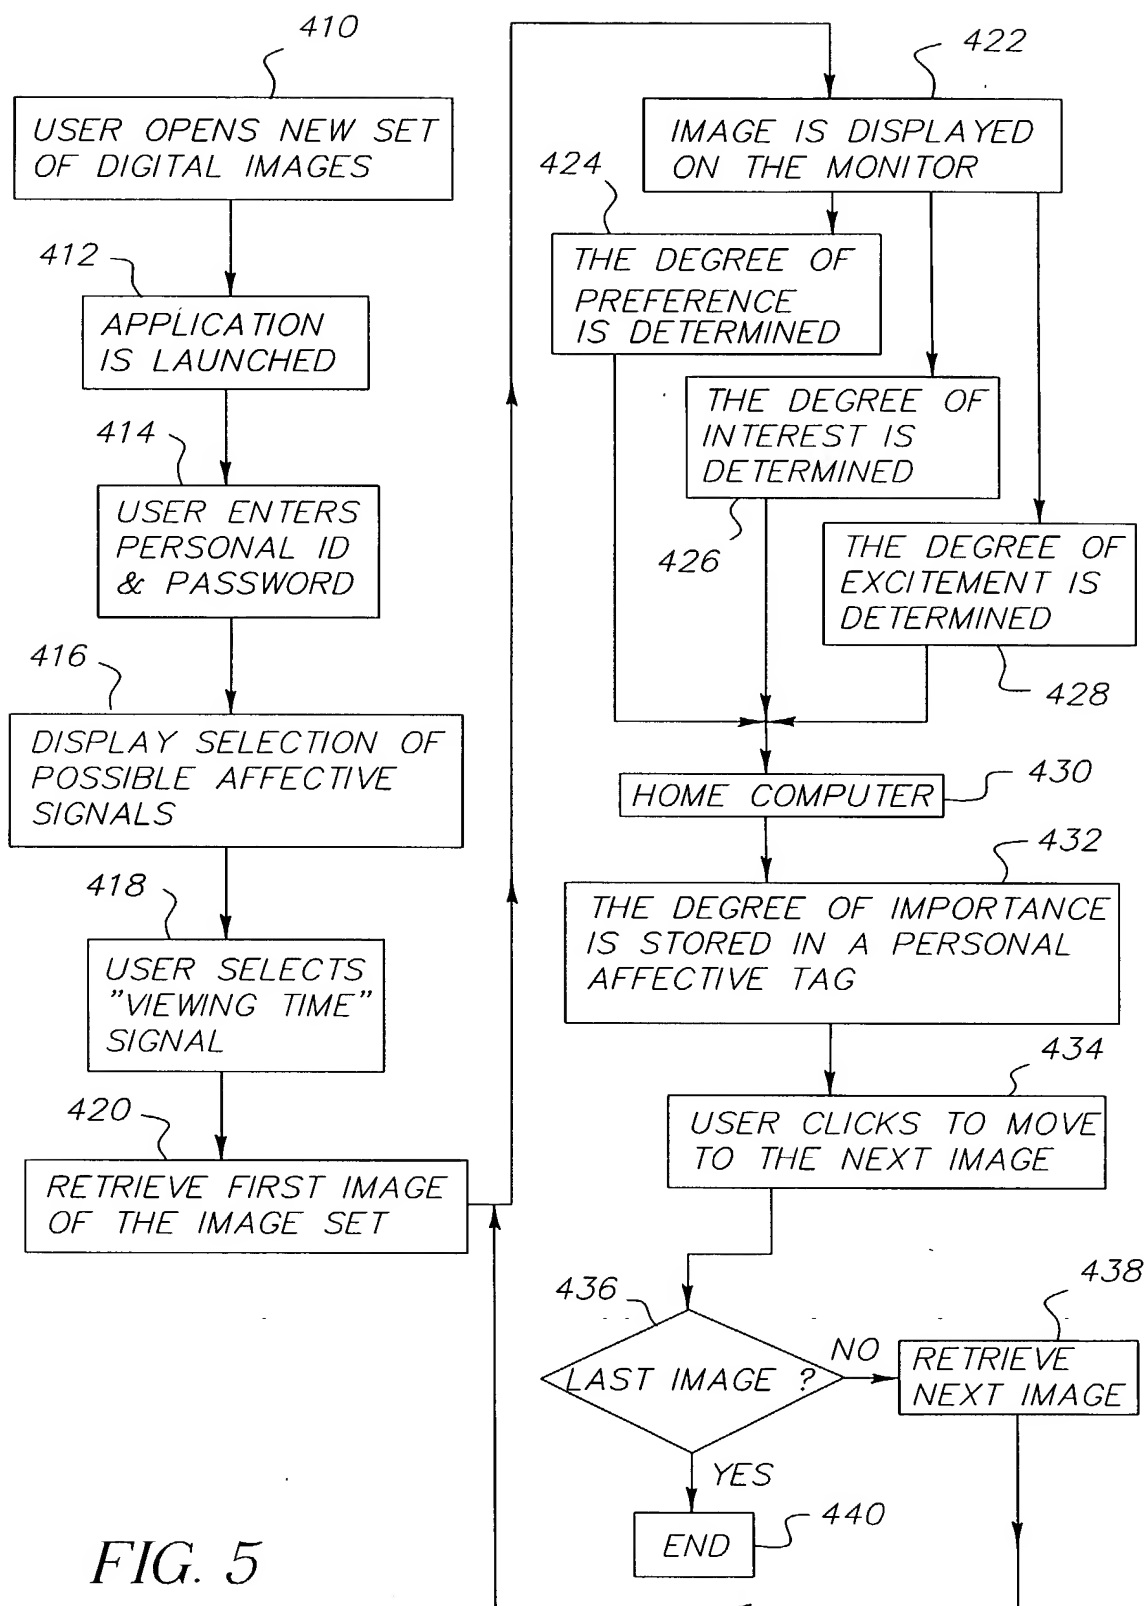 410
USER OPENS NEW SET
OF DIGITAL IMAGES
412
APPLICATION
IS LAUNCHED
414
USER ENTERS
PERSONAL ID
& PASSWORD
416
DISPLAY SELECTION OF
POSSIBLE AFFECTIVE
SIGNALS
418
USER SELECTS
"VIEWING TIME"
SIGNAL
420
RETRIEVE FIRST IMAGE
OF THE IMAGE SET
422
IMAGE IS DISPLAYED
ON THE MONITOR
424
THE DEGREE OF
PREFERENCE
IS DETERMINED
THE DEGREE OF
INTEREST IS
DETERMINED
426
THE DEGREE OF
EXCITEMENT IS
DETERMINED
428
HOME COMPUTER
430
432
THE DEGREE OF IMPORTANCE
IS STORED IN A PERSONAL
AFFECTIVE TAG
434
USER CLICKS TO MOVE
TO THE NEXT IMAGE
436
LAST IMAGE ?
NO
438
RETRIEVE
NEXT IMAGE
YES
440
END
FIG. 5